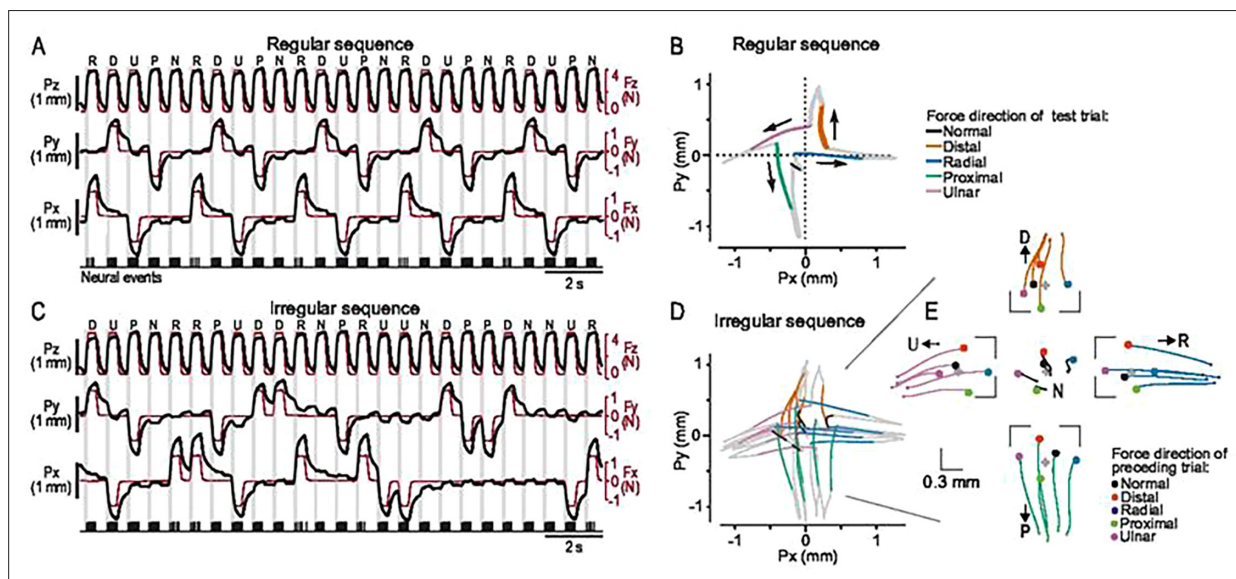 A
Regular sequence
R D U P N R D U P N R D U P N R D U P N R D U P N
Pz
(1 mm)
4
0
Fz
(N)
Py
(1 mm)
1
0
-1
Fy
(N)
Px
(1 mm)
1
0
-1
Fx
(N)
Neural events
2 s
B
Regular sequence
Py (mm)
1
0
-1
-1 0 1
Px (mm)
Force direction of test trial:
Normal
Distal
Radial
Proximal
Ulnar
C
Irregular sequence
D U P N R R P U D D R N P R U U N D P P D N N U R
Pz
(1 mm)
4
0
Fz
(N)
Py
(1 mm)
1
0
-1
Fy
(N)
Px
(1 mm)
1
0
-1
Fx
(N)
2 s
D
Irregular sequence
Py (mm)
1
0
-1
-1 0 1
Px (mm)
0.3 mm
E
D
U
R
N
P
Force direction of
preceding trial:
Normal
Distal
Radial
Proximal
Ulnar